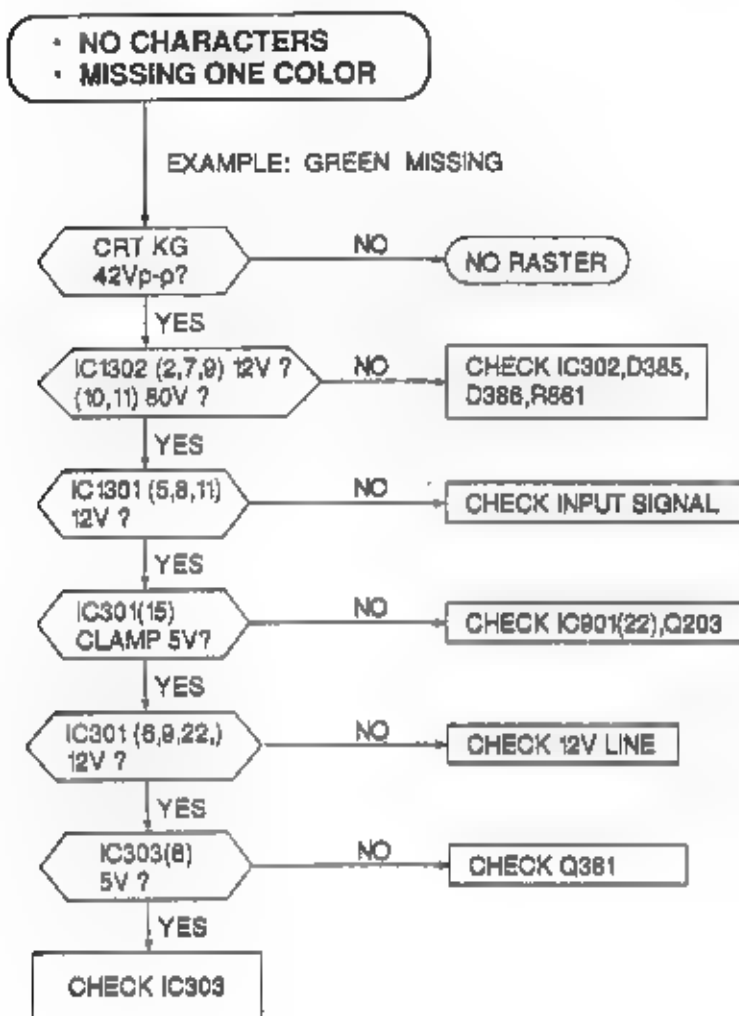 · NO CHARACTERS
· MISSING ONE COLOR
EXAMPLE: GREEN MISSING
CRT KG
42Vp-p?
NO
NO RASTER
YES
IC1302 (2,7,9) 12V ?
(10,11) 80V ?
NO
CHECK IC302,D385,
D386,R861
YES
IC1301 (5,8,11)
12V ?
NO
CHECK INPUT SIGNAL
YES
IC301(15)
CLAMP 5V?
NO
CHECK IC901(22),Q203
YES
IC301 (6,9,22,)
12V ?
NO
CHECK 12V LINE
YES
IC303(8)
5V ?
NO
CHECK
YES
CHECK IC303